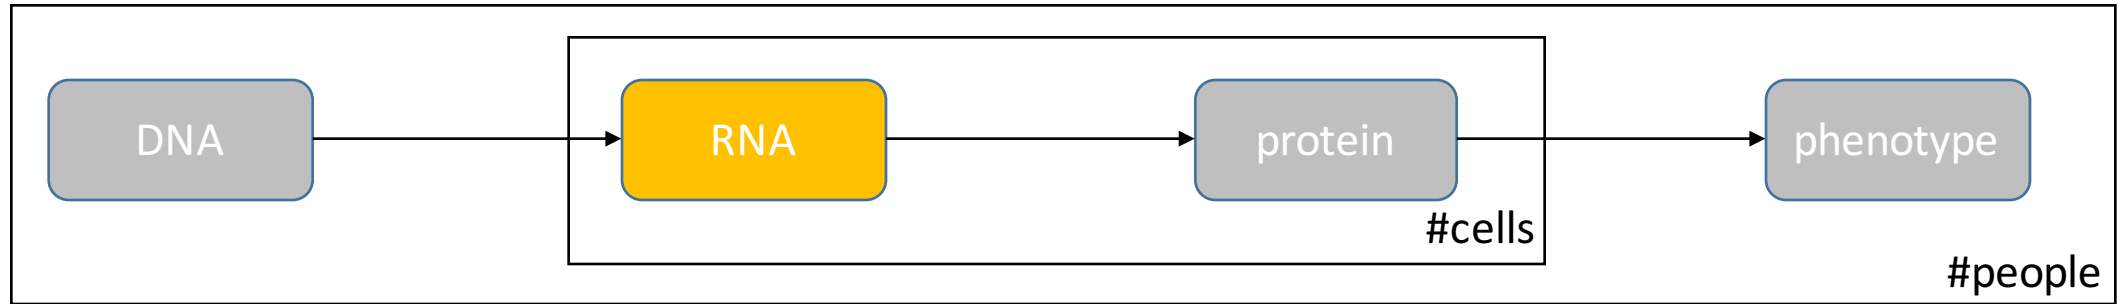 DNA
RNA
protein
phenotype
#cells
#people